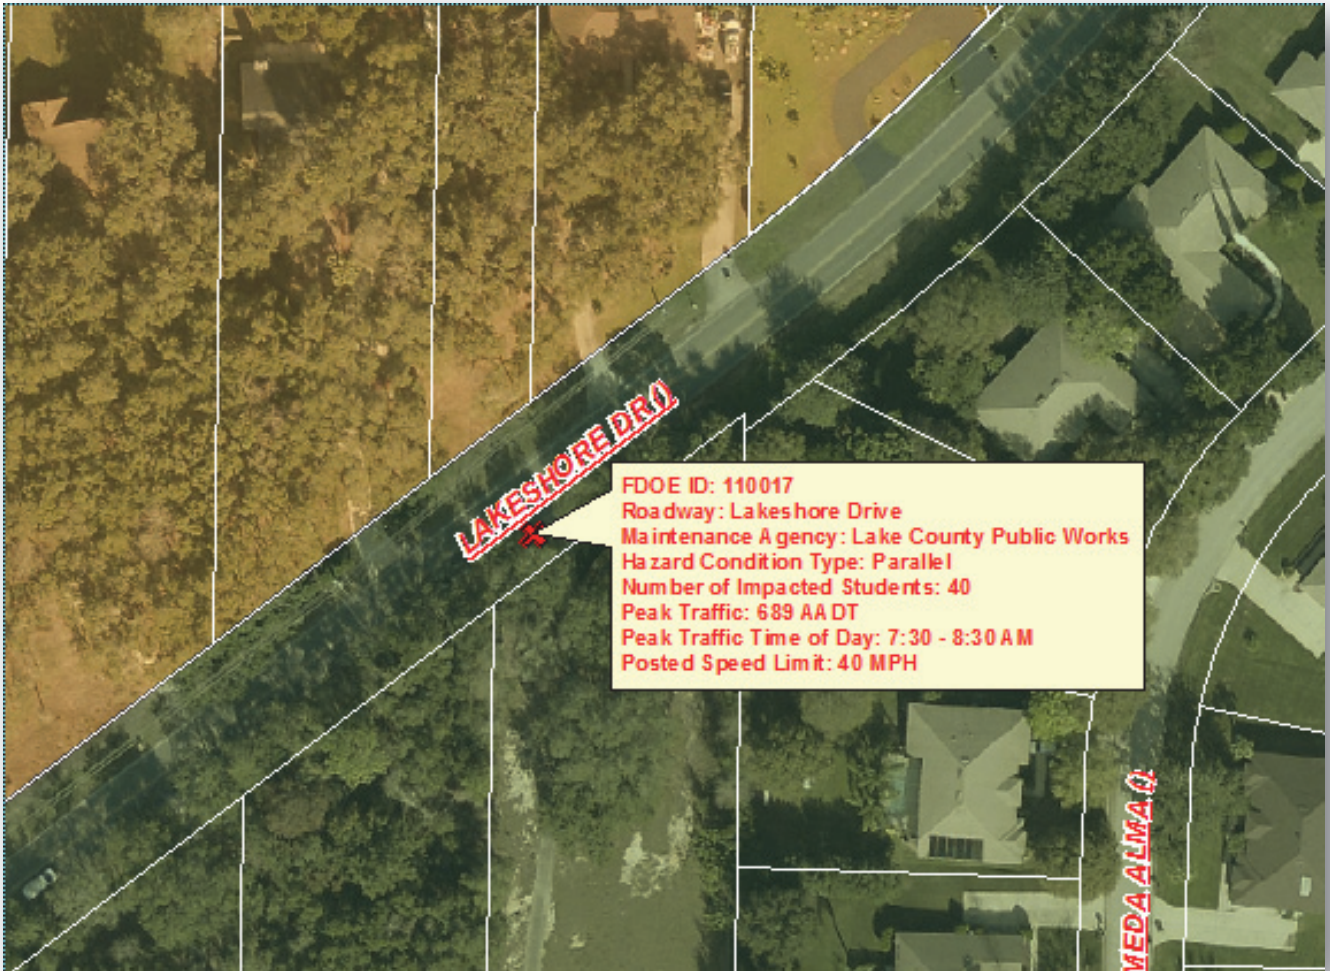 LAKESHORE DR ()
FDOE ID: 110017
Roadway: Lakeshore Drive
Maintenance Agency: Lake County Public Works
Hazard Condition Type: Parallel
Number of Impacted Students: 40
Peak Traffic: 689 AADT
Peak Traffic Time of Day: 7:30 - 8:30 AM
Posted Speed Limit: 40 MPH
MEDA ALMA ()